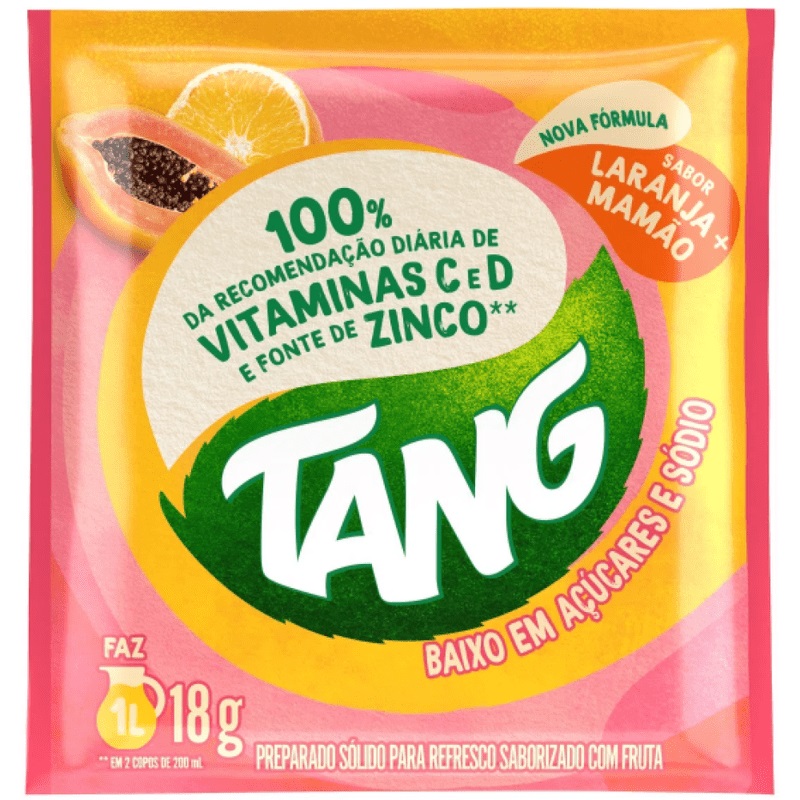 NOVA FÓRMULA
SABOR
LARANJA +
MAMÃO
100%
DA RECOMENDAÇÃO DIÁRIA DE
VITAMINAS C E D
E FONTE DE ZINCO**
TANG
BAIXO EM AÇÚCARES E SÓDIO
FAZ
1L
18g
** EM 2 COPOS DE 200 ml.
PREPARADO SÓLIDO PARA REFRESCO SABORIZADO COM FRUTA